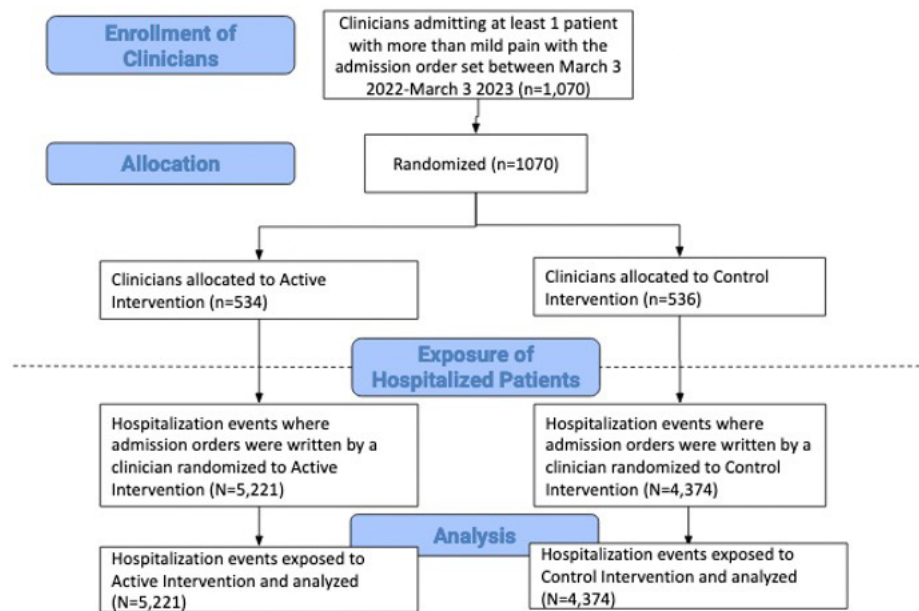 Enrollment of
Clinicians
Clinicians admitting at least 1 patient
with more than mild pain with the
admission order set between March 3
2022-March 3 2023 (n=1,070)
Allocation
Randomized (n=1070)
Clinicians allocated to Active
Intervention (n=534)
Clinicians allocated to Control
Intervention (n=536)
Exposure of
Hospitalized Patients
Hospitalization events where
admission orders were written by a
clinician randomized to Active
Intervention (N=5,221)
Hospitalization events where
admission orders were written by a
clinician randomized to Control
Intervention (N=4,374)
Analysis
Hospitalization events exposed to
Active Intervention and analyzed
(N=5,221)
Hospitalization events exposed to
Control Intervention and analyzed
(N=4,374)